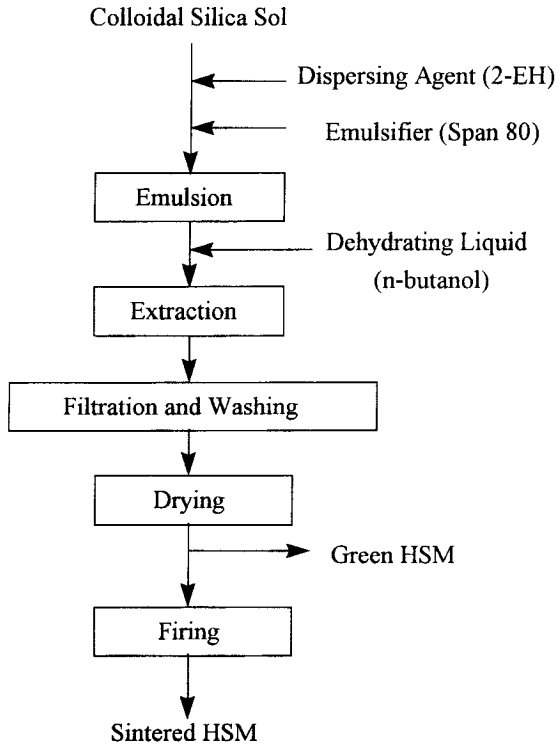 Colloidal Silica Sol
Dispersing Agent (2-EH)
Emulsifier (Span 80)
Emulsion
Dehydrating Liquid
(n-butanol)
Extraction
Filtration and Washing
Drying
Green HSM
Firing
Sintered HSM